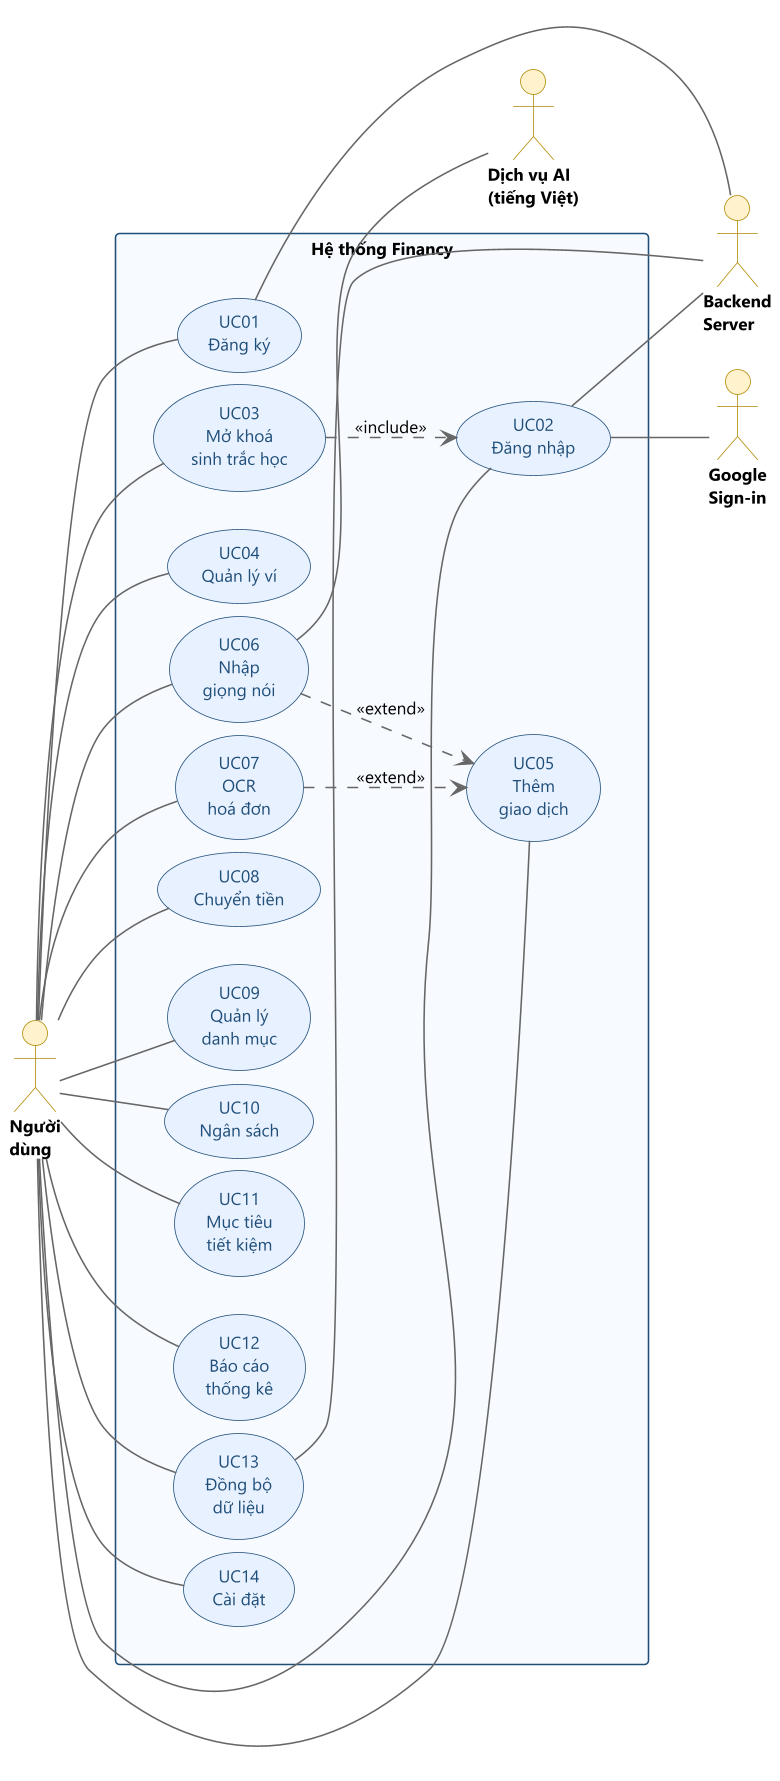 Dịch vụ AI
(tiếng Việt)
Hệ thống Financy
Backend
Server
UC01
Đăng ký
UC03
Mở khoá
sinh trắc học
«include»
UC02
Đăng nhập
Google
Sign-in
UC04
Quản lý ví
UC06
Nhập
giọng nói
«extend»
UC07
OCR
hoá đơn
«extend»
UC05
Thêm
giao dịch
UC08
Chuyển tiền
UC09
Quản lý
danh mục
Người
dùng
UC10
Ngân sách
UC11
Mục tiêu
tiết kiệm
UC12
Báo cáo
thống kê
UC13
Đồng bộ
dữ liệu
UC14
Cài đặt